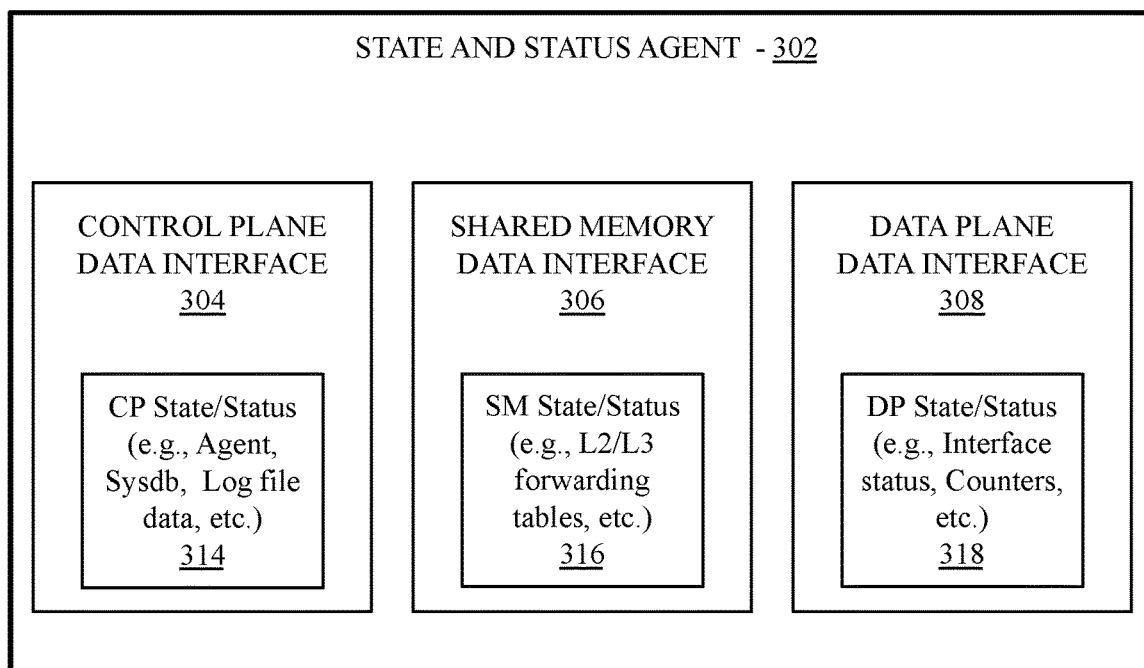 STATE AND STATUS AGENT - 302
CONTROL PLANE
DATA INTERFACE
304
CP State/Status
(e.g., Agent,
Sysdb, Log file
data, etc.)
314
SHARED MEMORY
DATA INTERFACE
306
SM State/Status
(e.g., L2/L3
forwarding
tables, etc.)
316
DATA PLANE
DATA INTERFACE
308
DP State/Status
(e.g., Interface
status, Counters,
etc.)
318